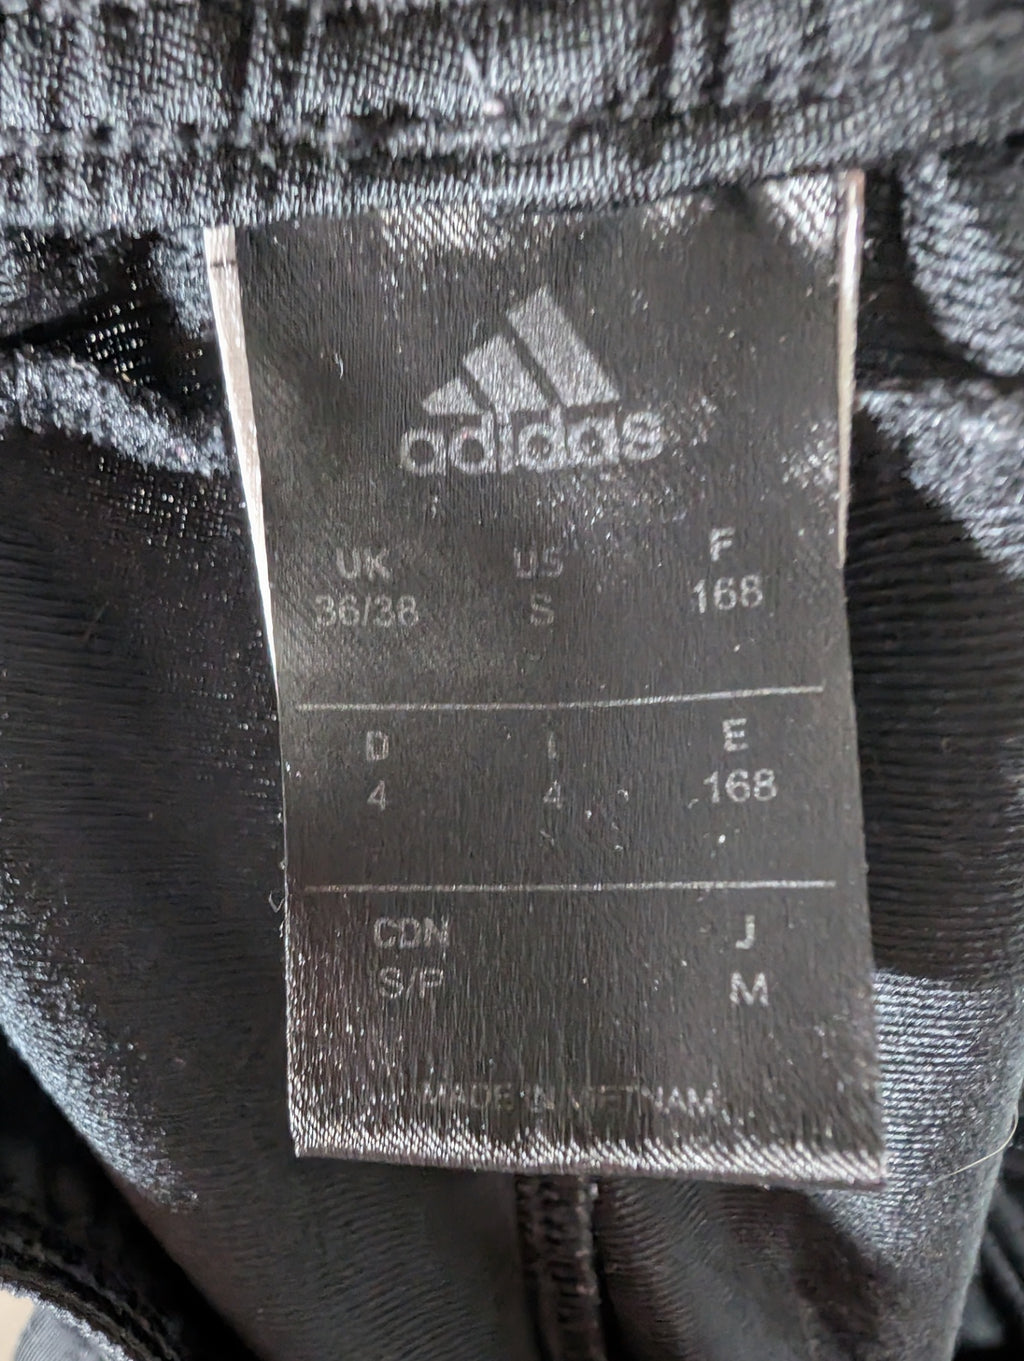 adidas
UK US F
36/38 S 168
D I E
4 4 168
CDN J
S/P M
MADE IN VIETNAM